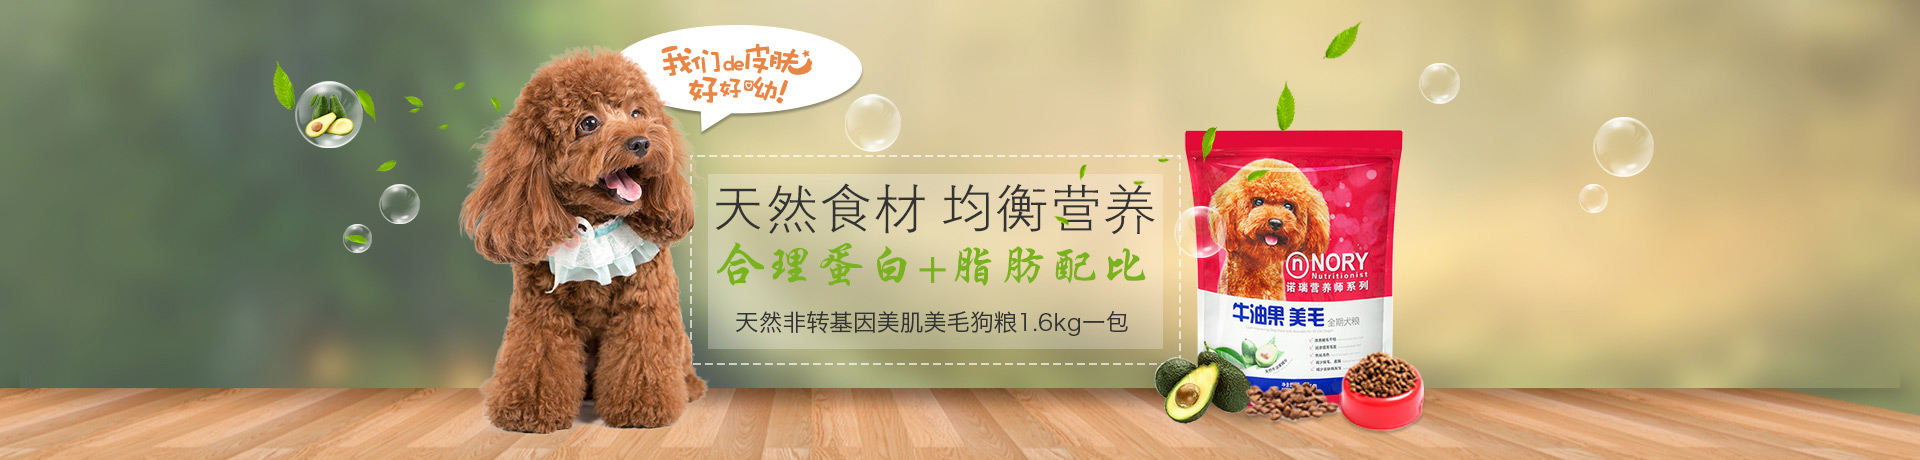 我们de皮肤
好好呦!
天然食材 均衡营养
合理蛋白+脂肪配比
天然非转基因美肌美毛狗粮1.6kg一包
n NORY
Nutritionist
诺瑞营养师系列
牛油果 美毛 全期犬粮